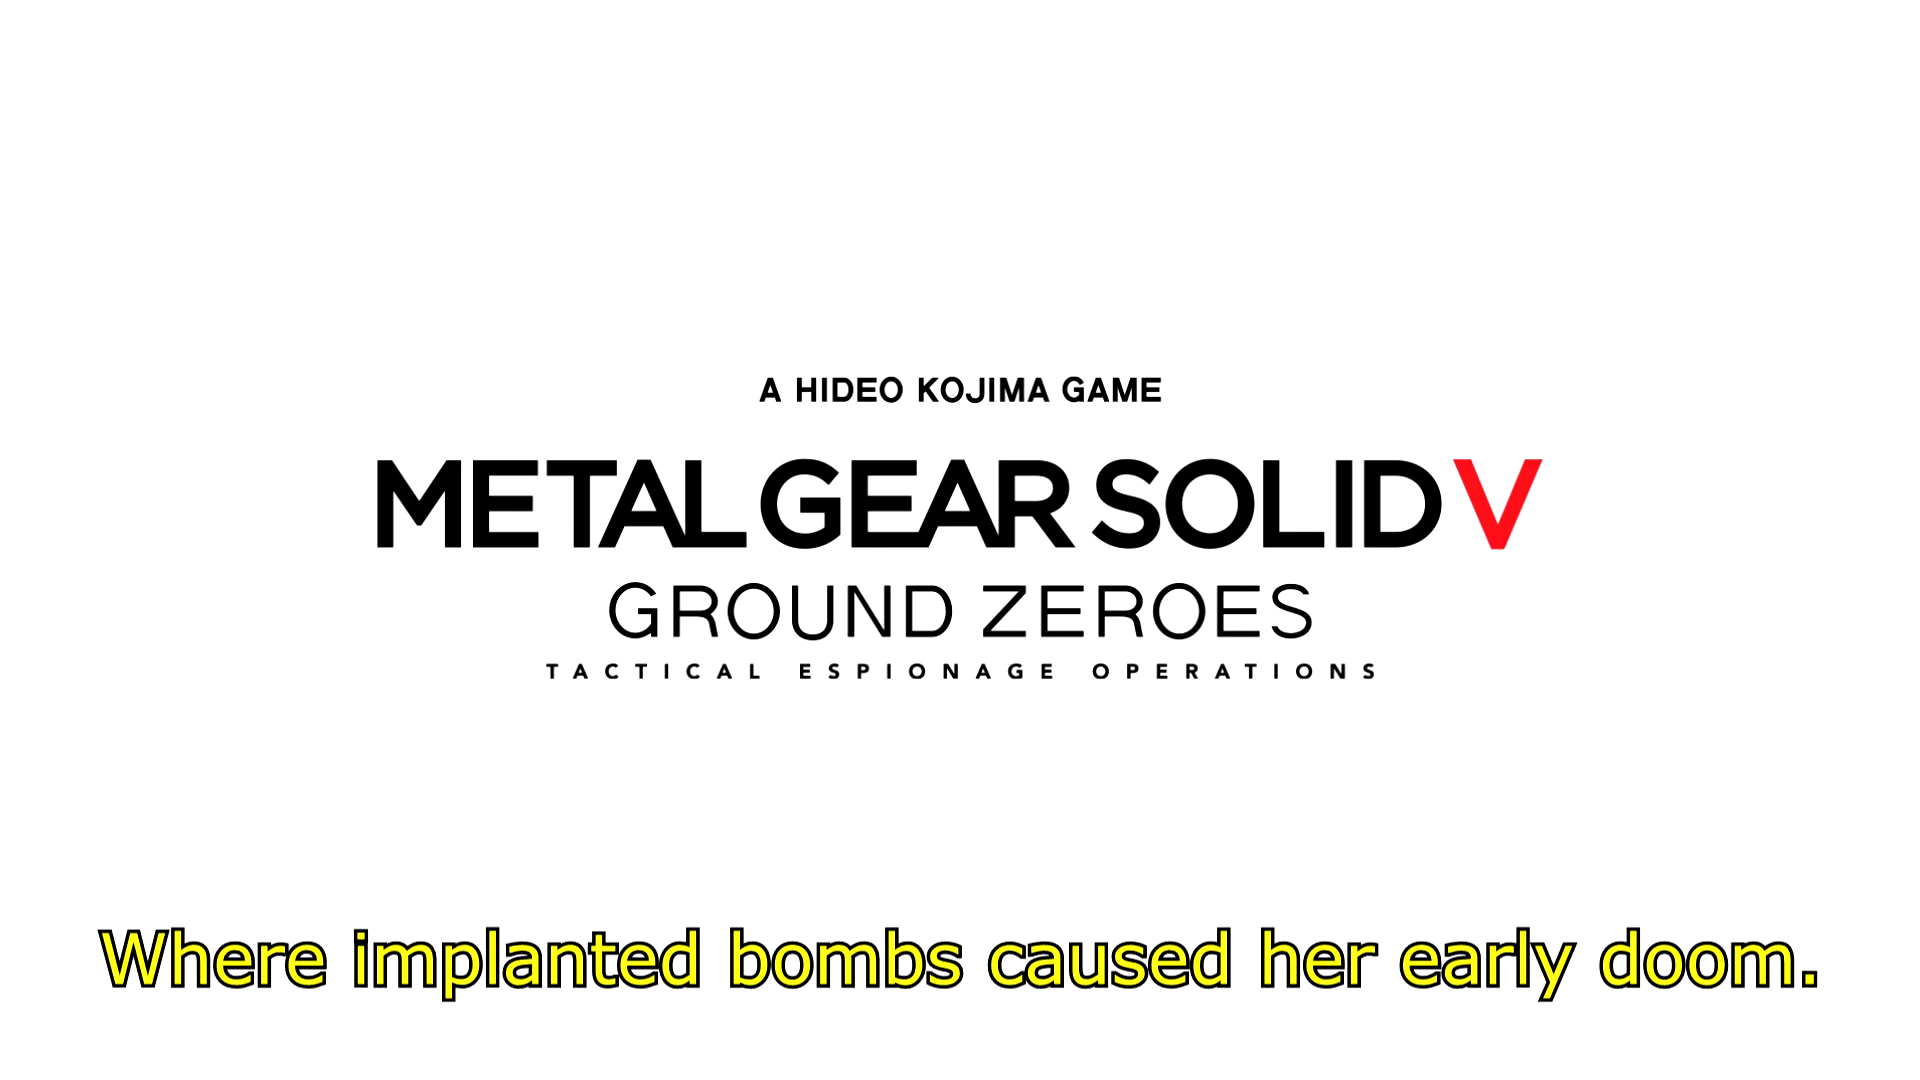 A HIDEO KOJIMA GAME
METAL GEAR SOLID V
GROUND ZEROES
TACTICAL ESPIONAGE OPERATIONS
Where implanted bombs caused her early doom.